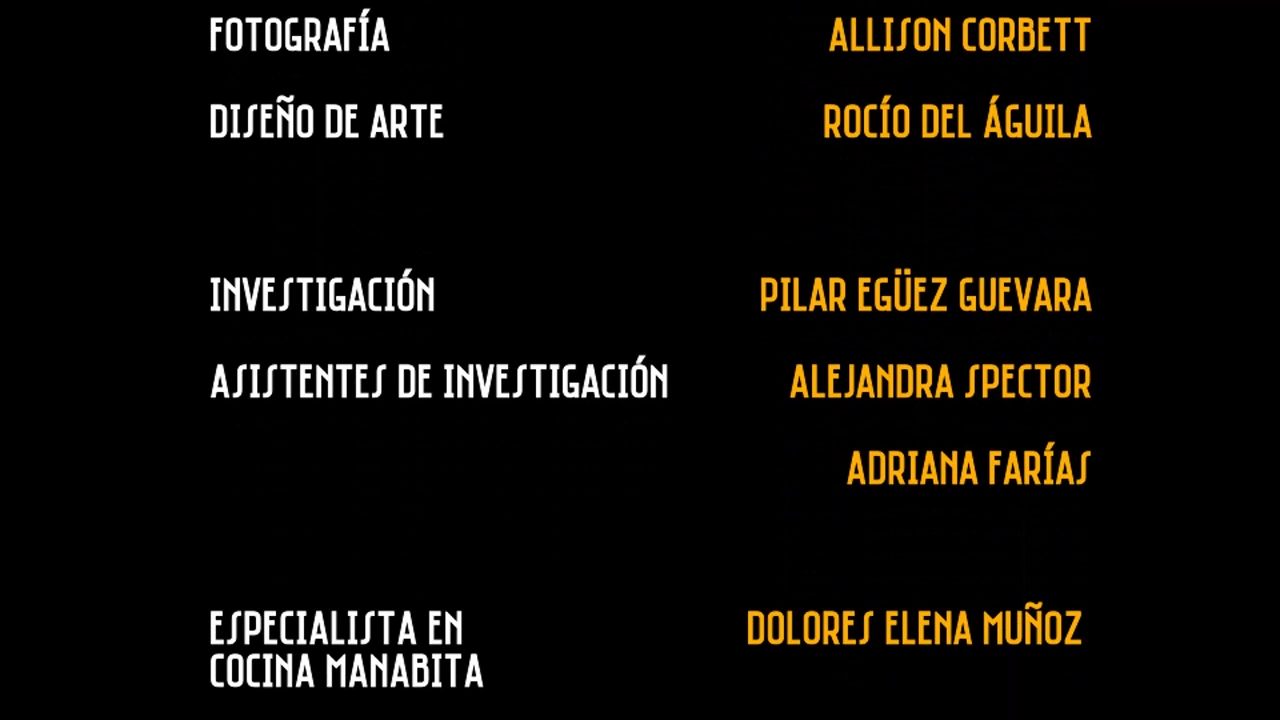 FOTOGRAFÍA ALLISON CORBETT
DISEÑO DE ARTE ROCÍO DEL ÁGUILA
INVESTIGACIÓN PILAR EGÜEZ GUEVARA
ASISTENTES DE INVESTIGACIÓN ALEJANDRA SPECTOR
ADRIANA FARÍAS
ESPECIALISTA EN DOLORES ELENA MUÑOZ
COCINA MANABITA